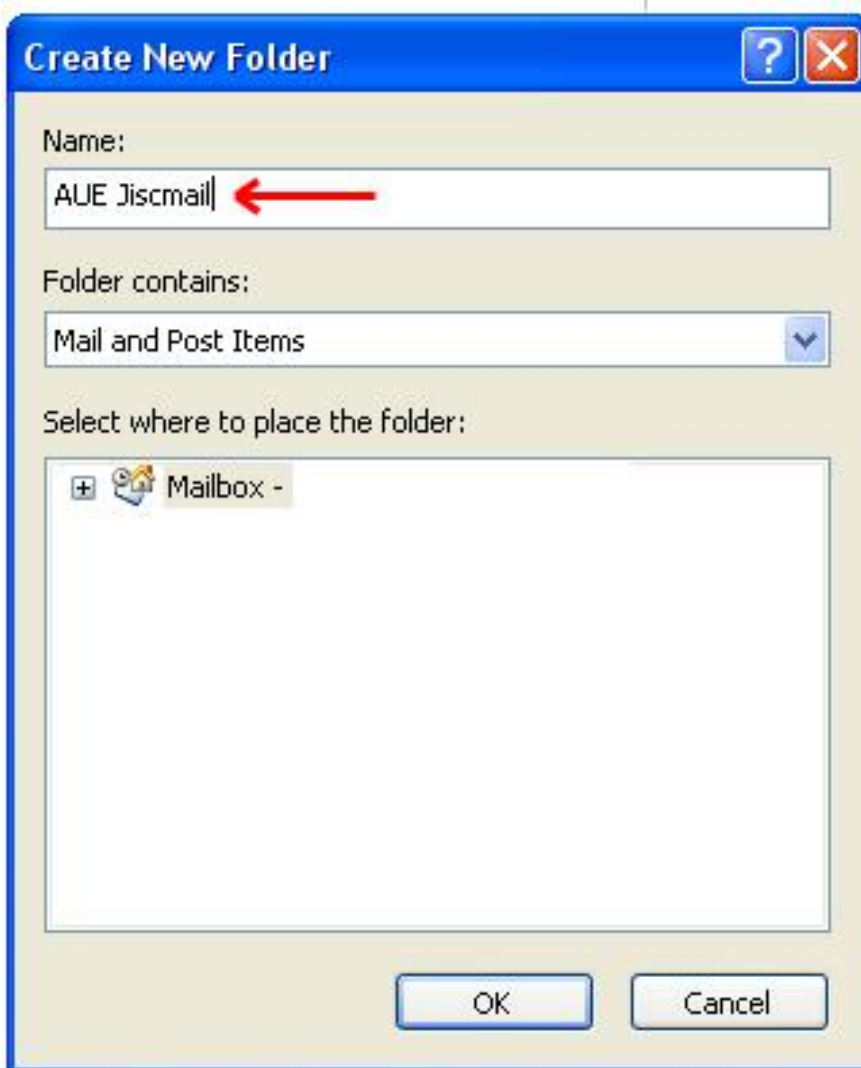 Create New Folder
Name:
AUE Jiscmail
Folder contains:
Mail and Post Items
Select where to place the folder:
Mailbox -
OK
Cancel